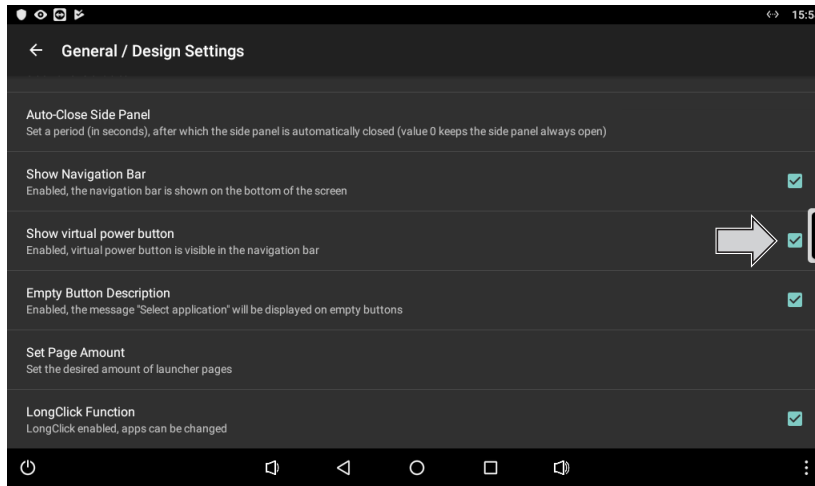 15:5
General / Design Settings
Auto-Close Side Panel
Set a period (in seconds), after which the side panel is automatically closed (value 0 keeps the side panel always open)
Show Navigation Bar
Enabled, the navigation bar is shown on the bottom of the screen
Show virtual power button
Enabled, virtual power button is visible in the navigation bar
Empty Button Description
Enabled, the message "Select application" will be displayed on empty buttons
Set Page Amount
Set the desired amount of launcher pages
LongClick Function
LongClick enabled, apps can be changed